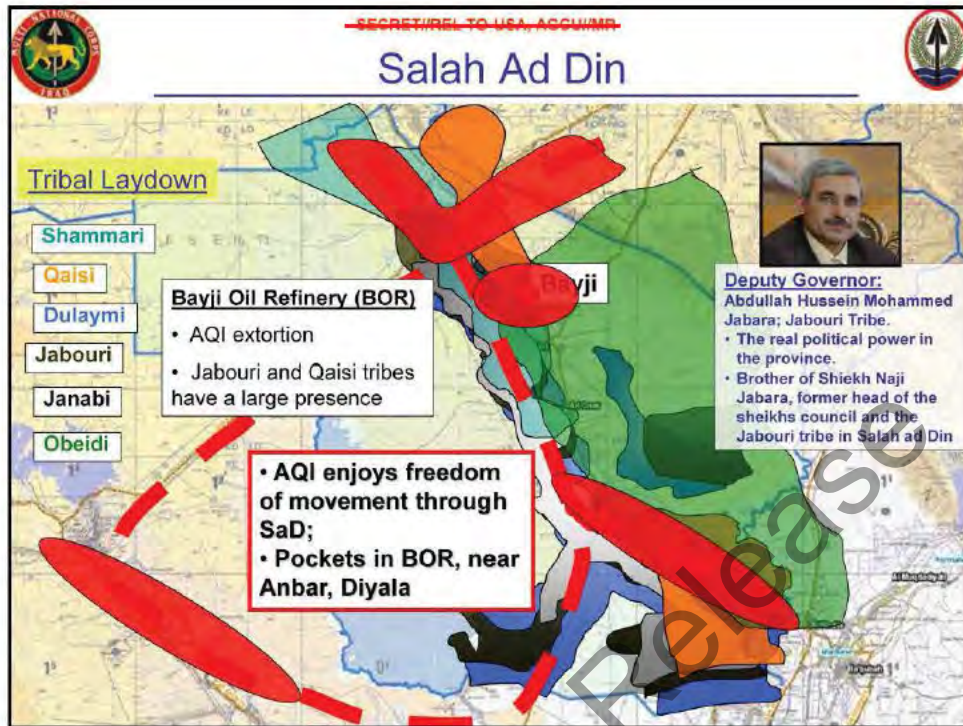 SECRET//REL TO USA, ACGU//MR
MULTI NATIONAL CORPS
IRAQ
Salah Ad Din
Tribal Laydown
Shammari
Qaisi
Dulaymi
Jabouri
Janabi
Obeidi
Bayji Oil Refinery (BOR)
• AQI extortion
• Jabouri and Qaisi tribes
have a large presence
Bayji
• AQI enjoys freedom
of movement through
SaD;
• Pockets in BOR, near
Anbar, Diyala
Deputy Governor:
Abdullah Hussein Mohammed
Jabara; Jabouri Tribe.
• The real political power in
the province.
• Brother of Shiekh Naji
Jabara, former head of the
sheikhs council and the
Jabouri tribe in Salah ad Din
Release